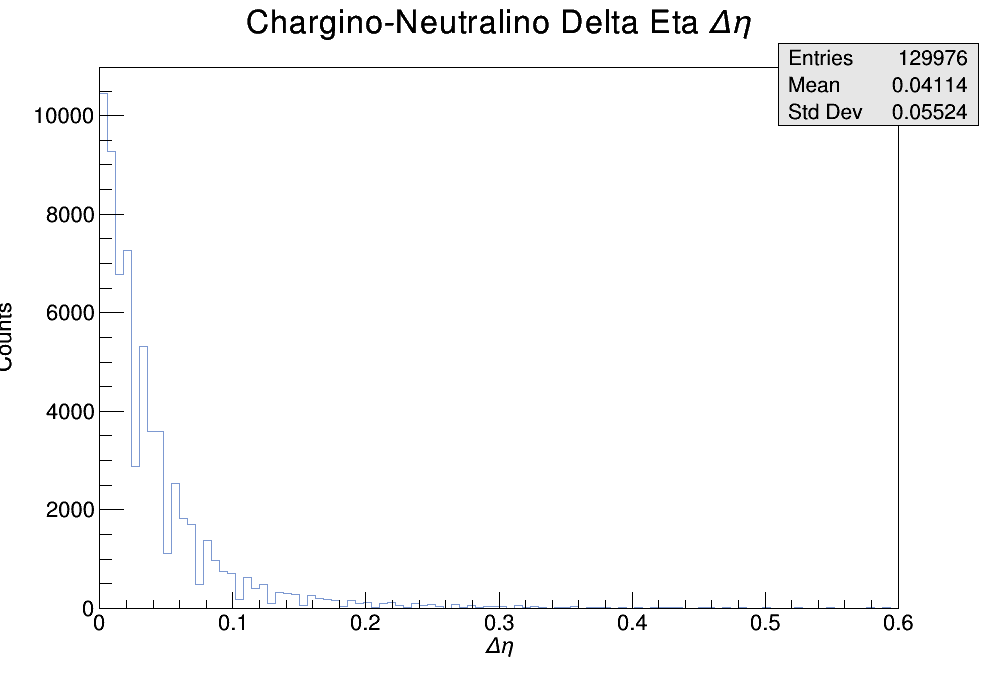 Chargino-Neutralino Delta Eta Δη
Entries 129976
Mean 0.04114
Std Dev 0.05524
10000
8000
6000
4000
2000
0
Counts
0 0.1 0.2 0.3 0.4 0.5 0.6
Δη